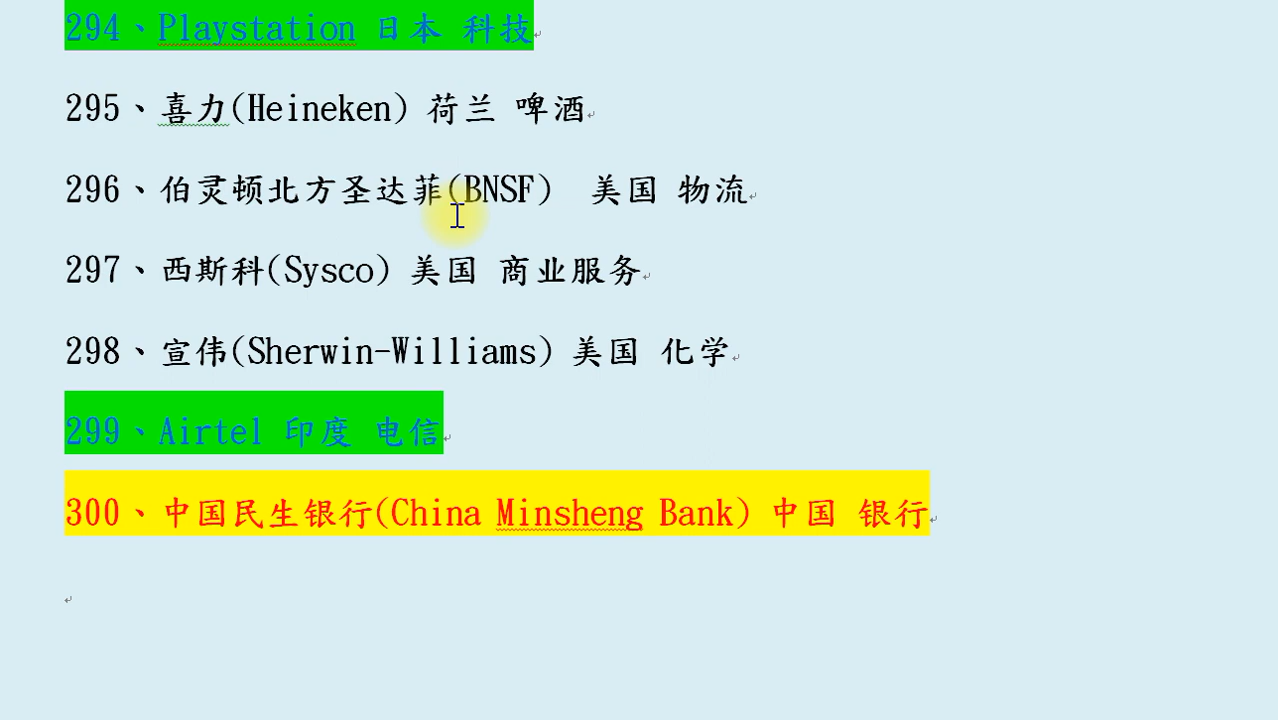 294、Playstation 日本 科技
295、喜力(Heineken) 荷兰 啤酒
296、伯灵顿北方圣达菲(BNSF) 美国 物流
297、西斯科(Sysco) 美国 商业服务
298、宣伟(Sherwin-Williams) 美国 化学
299、Airtel 印度 电信
300、中国民生银行(China Minsheng Bank) 中国 银行